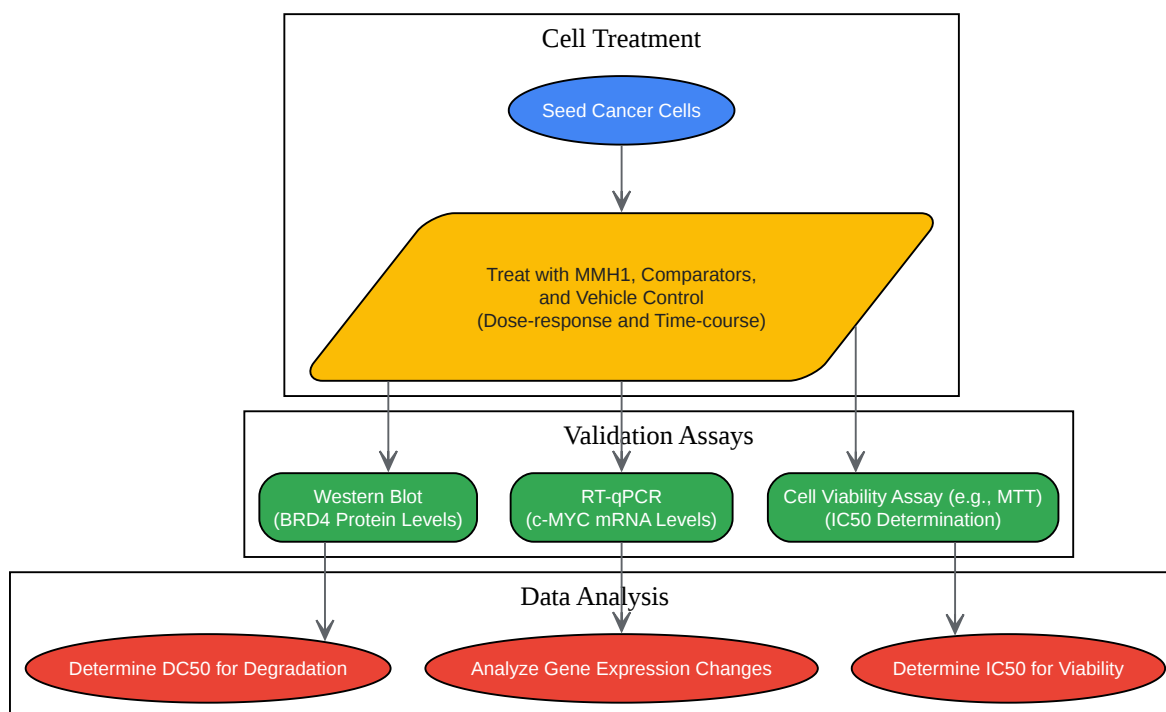 Cell Treatment
Seed Cancer Cells
Treat with MMH1, Comparators,
and Vehicle Control
(Dose-response and Time-course)
Validation Assays
Western Blot
(BRD4 Protein Levels)
RT-qPCR
(c-MYC mRNA Levels)
Cell Viability Assay (e.g., MTT)
(IC50 Determination)
Data Analysis
Determine DC50 for Degradation
Analyze Gene Expression Changes
Determine IC50 for Viability